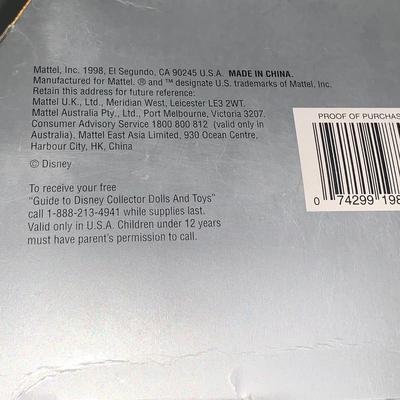 Mattel, Inc. 1998, El Segundo, CA 90245 U.S.A. MADE IN CHINA.
Manufactured for Mattel. ® and ™ designate U.S. trademarks of Mattel, Inc.
Retain this address for future reference:
Mattel U.K., Ltd., Meridian West, Leicester LE3 2WT.
Mattel Australia Pty., Ltd., Port Melbourne, Victoria 3207.
Consumer Advisory Service 1800 800 812 (valid only in
Australia). Mattel East Asia Limited, 930 Ocean Centre,
Harbour City, HK, China
© Disney
To receive your free
"Guide to Disney Collector Dolls And Toys"
call 1-888-213-4941 while supplies last.
Valid only in U.S.A. Children under 12 years
must have parent's permission to call.
PROOF OF PURCHAS
0 74299 198